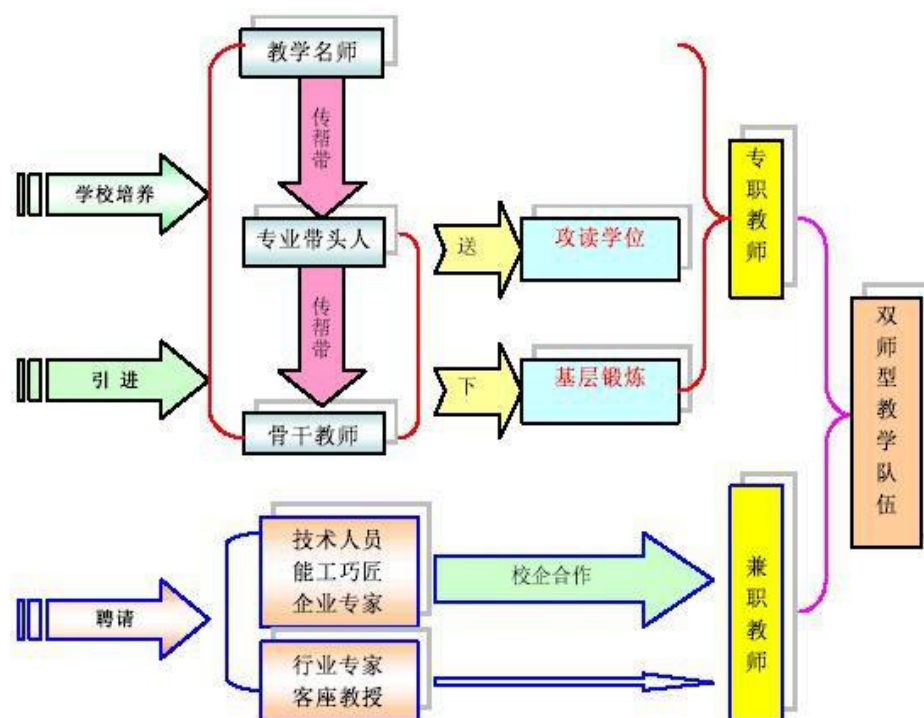 教学名师
传帮带
学校培养
专业带头人
送
攻读学位
专职教师
传帮带
引进
下
基层锻炼
骨干教师
双师型教学队伍
技术人员
能工巧匠
企业专家
校企合作
兼职教师
聘请
行业专家
客座教授